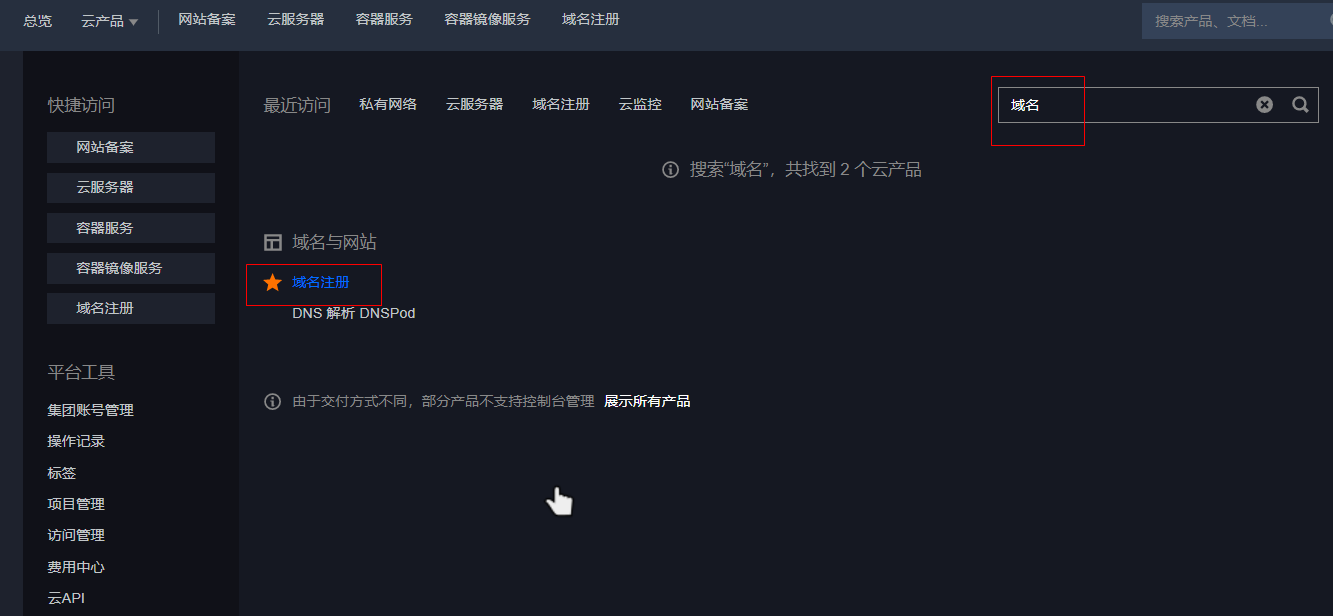 总览 云产品 网站备案 云服务器 容器服务 容器镜像服务 域名注册 搜索产品、文档...
快捷访问
网站备案
云服务器
容器服务
容器镜像服务
域名注册
平台工具
集团账号管理
操作记录
标签
项目管理
访问管理
费用中心
云API
最近访问 私有网络 云服务器 域名注册 云监控 网站备案
域名
搜索“域名”，共找到 2 个云产品
域名与网站
域名注册
DNS 解析 DNSPod
由于交付方式不同，部分产品不支持控制台管理 展示所有产品